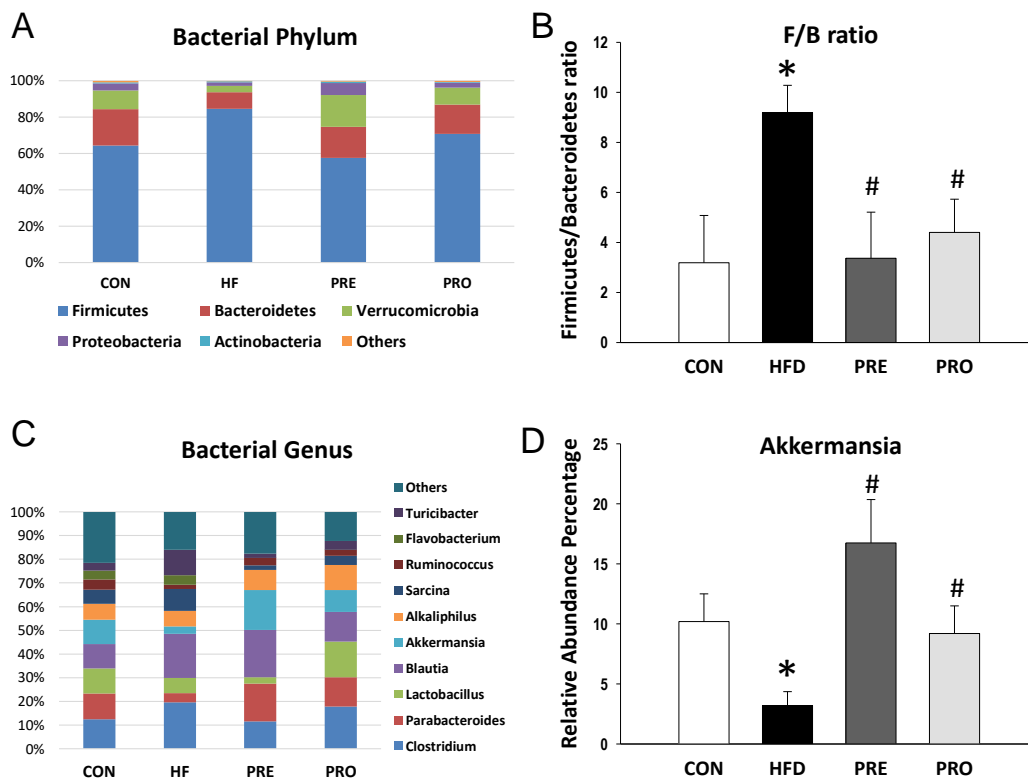 A
Bacterial Phylum
100%
80%
60%
40%
20%
0%
CON HF PRE PRO
Firmicutes Bacteroidetes Verrucomicrobia
Proteobacteria Actinobacteria Others
B
F/B ratio
Firmicutes/Bacteroidetes ratio
12
10
8
6
4
2
0
*
#
#
CON HFD PRE PRO
C
Bacterial Genus
100%
90%
80%
70%
60%
50%
40%
30%
20%
10%
0%
CON HF PRE PRO
Others
Turicibacter
Flavobacterium
Ruminococcus
Sarcina
Alkaliphilus
Akkermansia
Blautia
Lactobacillus
Parabacteroides
Clostridium
D
Akkermansia
Relative Abundance Percentage
25
20
15
10
5
0
*
#
#
CON HFD PRE PRO